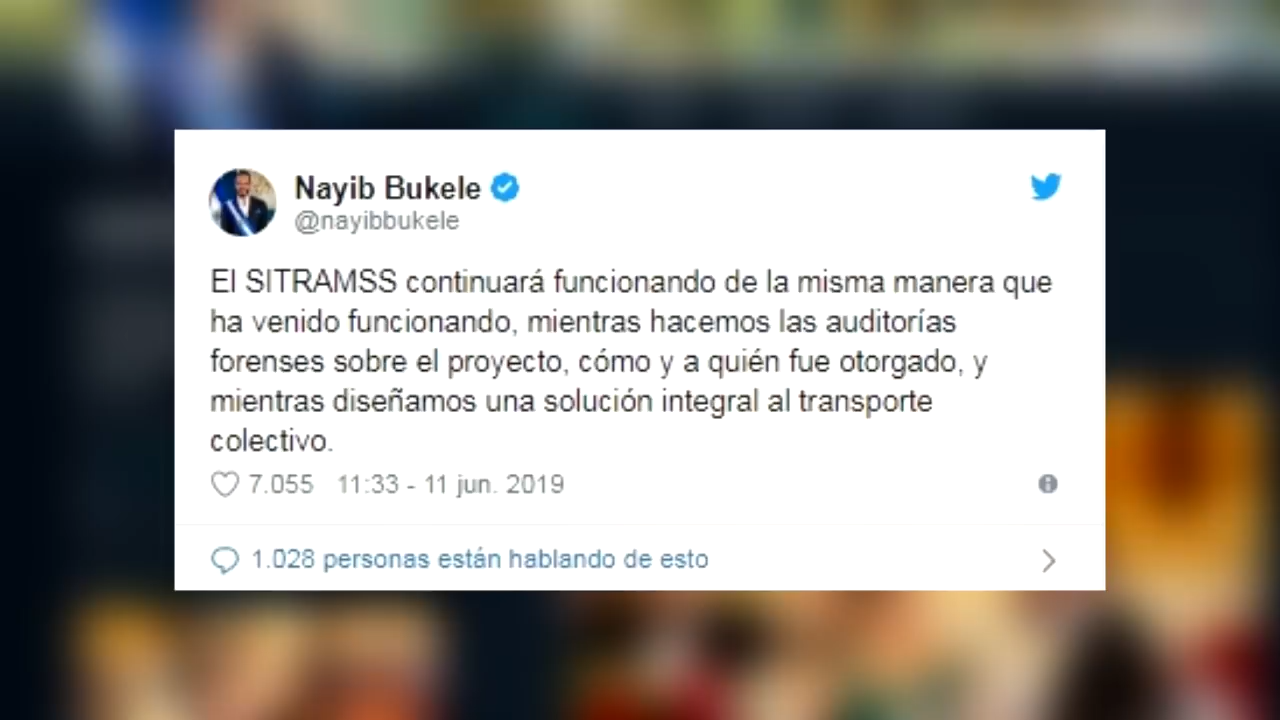 Nayib Bukele
@nayibbukele
El SITRAMSS continuará funcionando de la misma manera que
ha venido funcionando, mientras hacemos las auditorías
forenses sobre el proyecto, cómo y a quién fue otorgado, y
mientras diseñamos una solución integral al transporte
colectivo.
7.055 11:33 - 11 jun. 2019
1.028 personas están hablando de esto